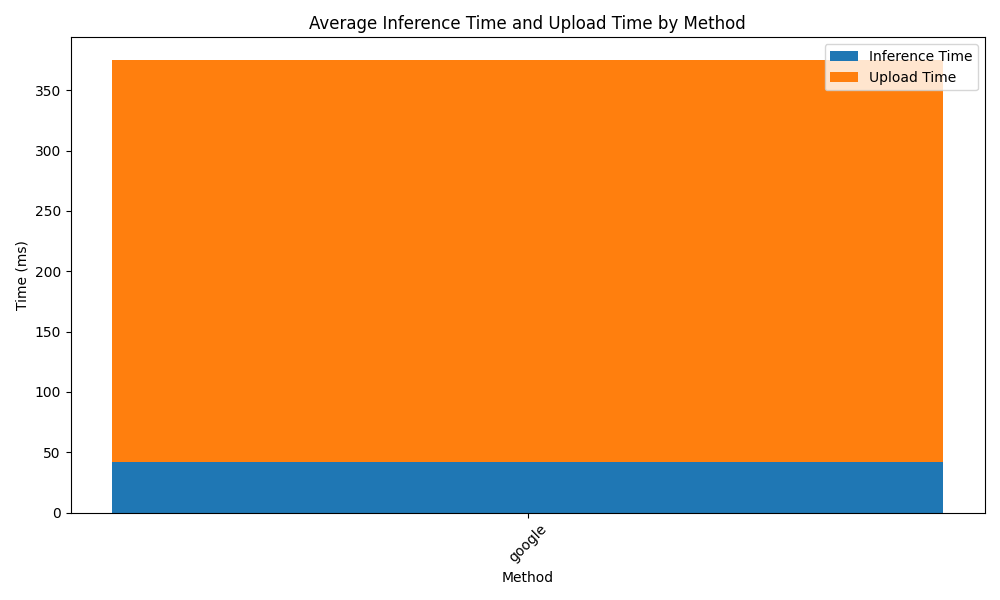 Average Inference Time and Upload Time by Method
Inference Time
Upload Time
350
300
250
200
150
100
50
0
Time (ms)
google
Method